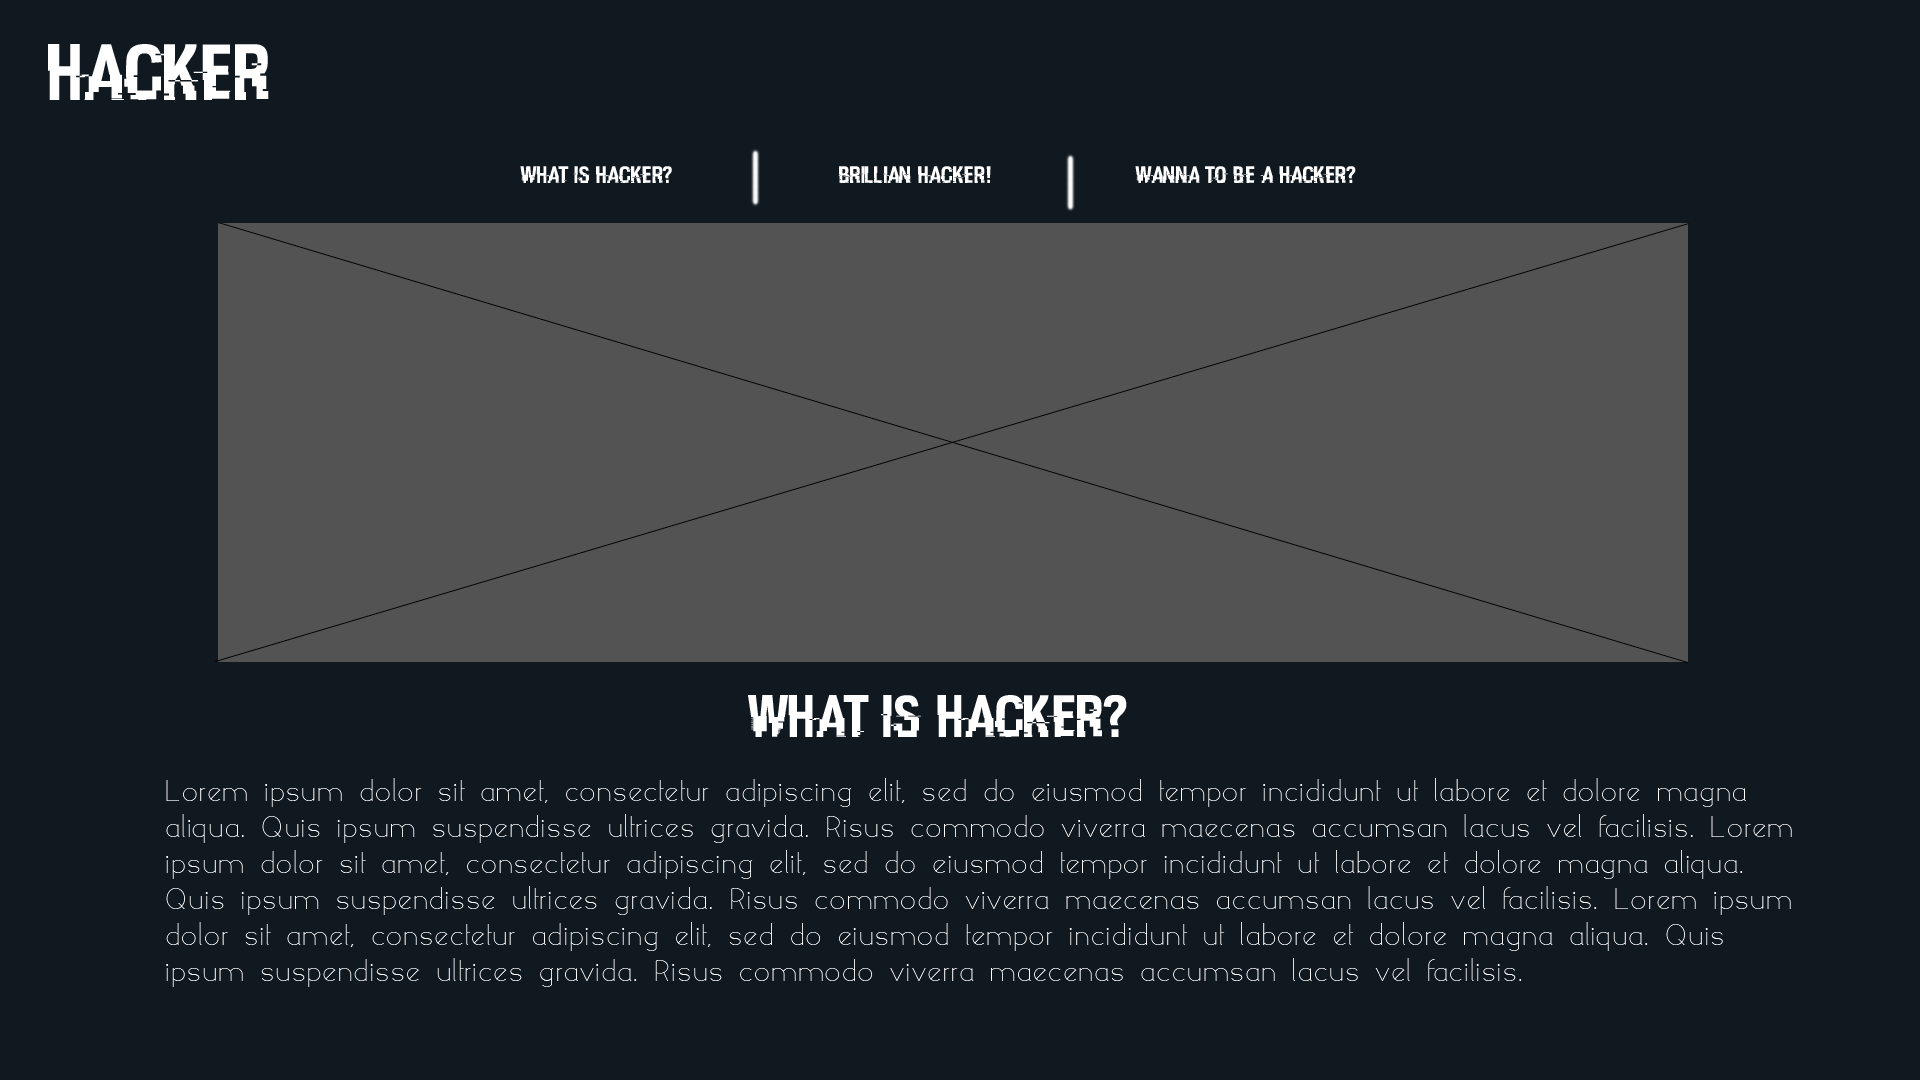 HACKER
WHAT IS HACKER?
BRILLIAN HACKER!
WANNA TO BE A HACKER?
WHAT IS HACKER?
Lorem ipsum dolor sit amet, consectetur adipiscing elit, sed do eiusmod tempor incididunt ut labore et dolore magna
aliqua. Quis ipsum suspendisse ultrices gravida. Risus commodo viverra maecenas accumsan lacus vel facilisis. Lorem
ipsum dolor sit amet, consectetur adipiscing elit, sed do eiusmod tempor incididunt ut labore et dolore magna aliqua.
Quis ipsum suspendisse ultrices gravida. Risus commodo viverra maecenas accumsan lacus vel facilisis. Lorem ipsum
dolor sit amet, consectetur adipiscing elit, sed do eiusmod tempor incididunt ut labore et dolore magna aliqua. Quis
ipsum suspendisse ultrices gravida. Risus commodo viverra maecenas accumsan lacus vel facilisis.